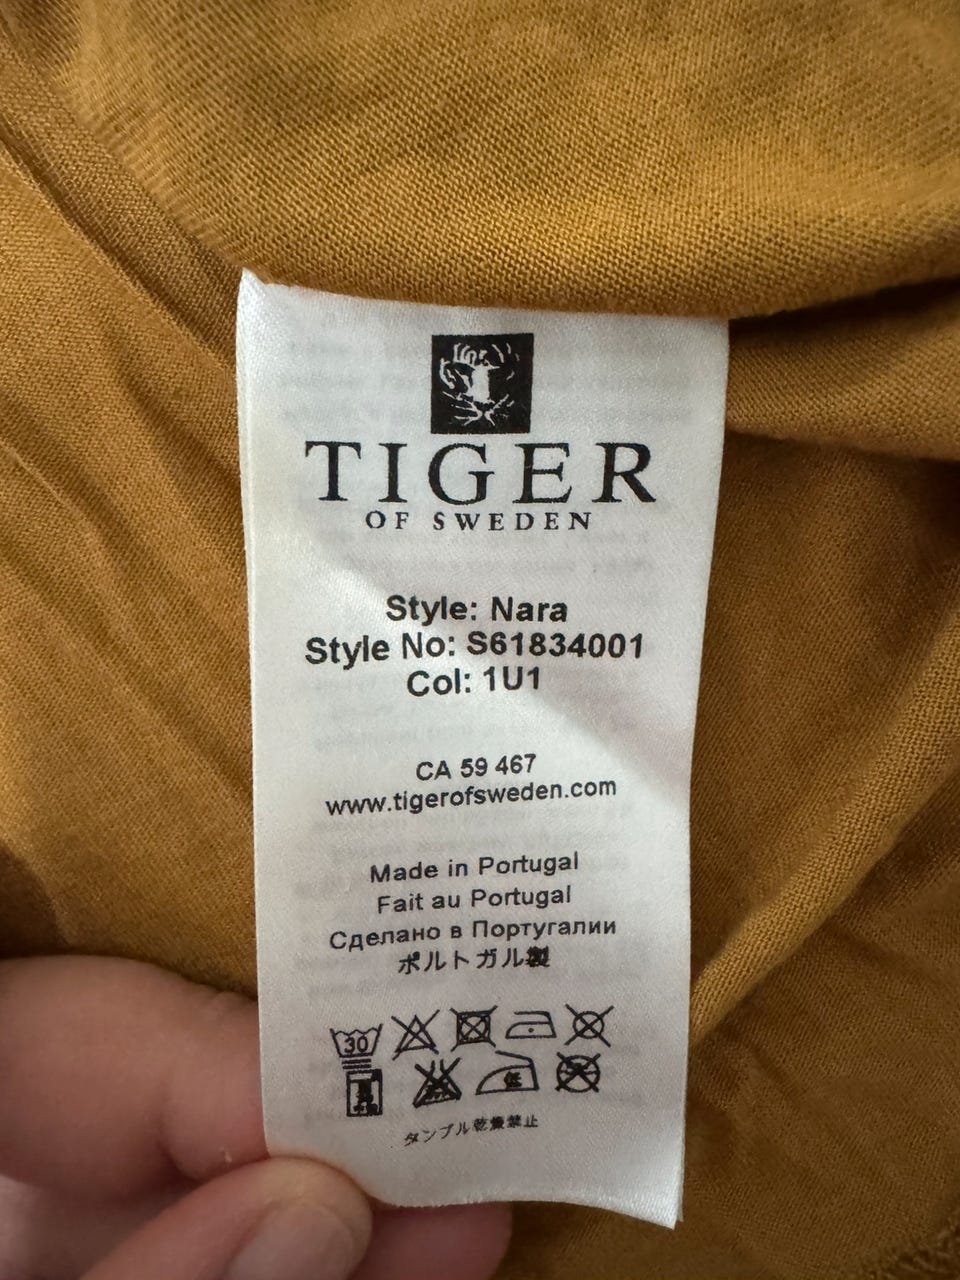 TIGER
OF SWEDEN
Style: Nara
Style No: S61834001
Col: 1U1
CA 59 467
www.tigerofsweden.com
Made in Portugal
Fait au Portugal
Сделано в Португалии
ポルトガル製
30
低
タンブル乾燥禁止